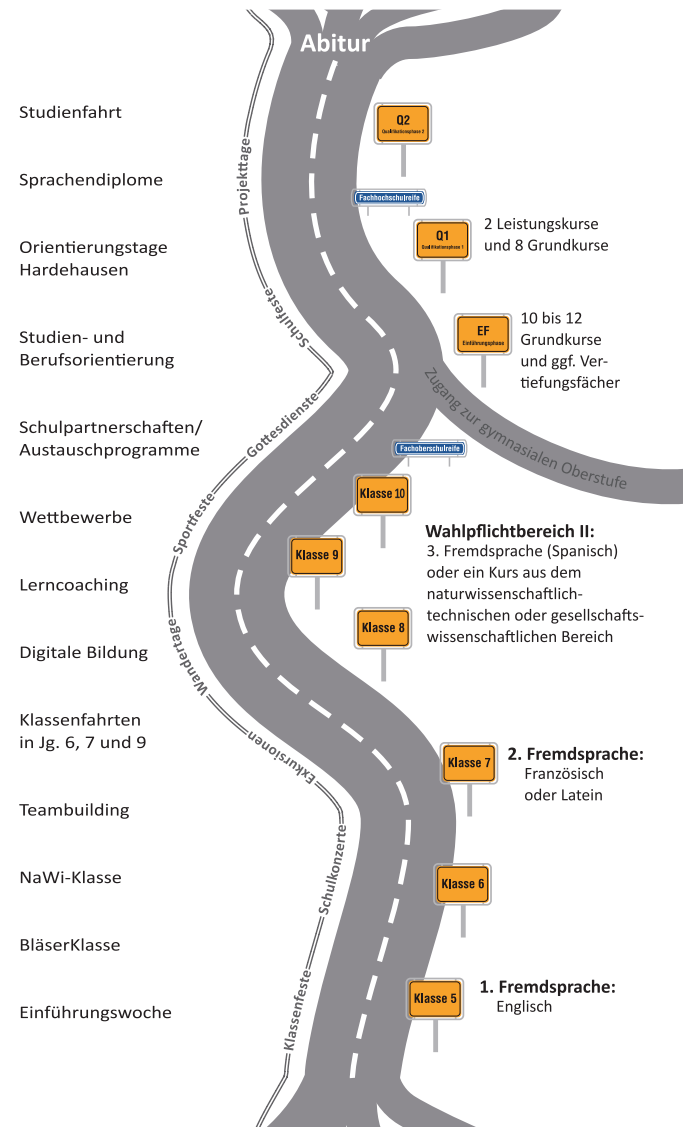 Abitur
Studienfahrt
Sprachendiplome
Orientierungstage
Hardehausen
Studien- und
Berufsorientierung
Schulpartnerschaften/
Austauschprogramme
Wettbewerbe
Lerncoaching
Digitale Bildung
Klassenfahrten
in Jg. 6, 7 und 9
Teambuilding
NaWi-Klasse
BläserKlasse
Einführungswoche
Projekttage
Schulfeste
Gottesdienste
Sportfeste
Wandertage
Exkursionen
Schulkonzerte
Klassenfeste
Q2
Qualifikationsphase 2
Fachhochschulreife
Q1
Qualifikationsphase 1
2 Leistungskurse
und 8 Grundkurse
EF
Einführungsphase
10 bis 12
Grundkurse
und ggf. Ver-
tiefungsfächer
Zugang zur gymnasialen Oberstufe
Fachoberschulreife
Klasse 10
Klasse 9
Klasse 8
Wahlpflichtbereich II:
3. Fremdsprache (Spanisch)
oder ein Kurs aus dem
naturwissenschaftlich-
technischen oder gesellschafts-
wissenschaftlichen Bereich
Klasse 7
2. Fremdsprache:
Französisch
oder Latein
Klasse 6
Klasse 5
1. Fremdsprache:
Englisch